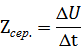 Zсер. = ΔU/Δt